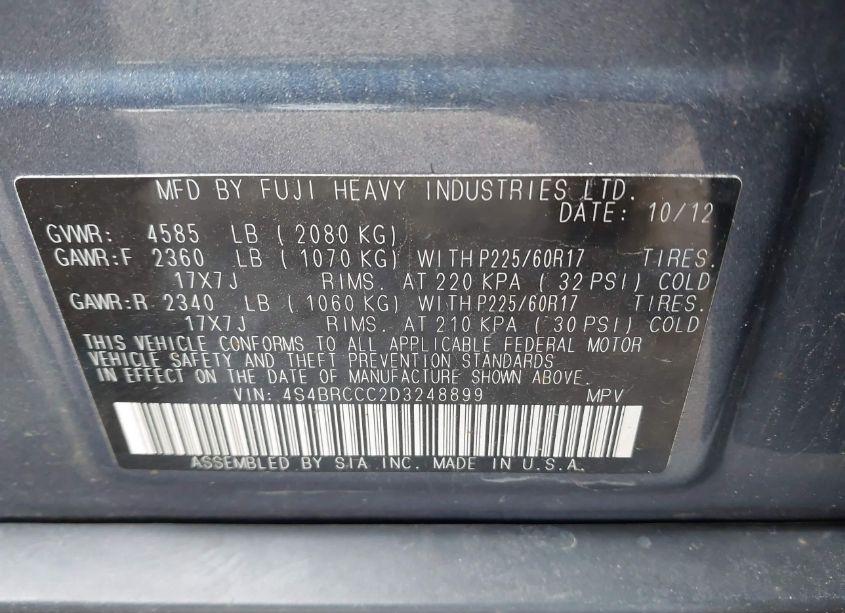 MFD BY FUJI HEAVY INDUSTRIES LTD.
DATE: 10/12
GVWR: 4585 LB ( 2080 KG)
GAWR:F 2360 LB ( 1070 KG) WITH P225/60R17 TIRES.
17X7J RIMS. AT 220 KPA ( 32 PSI) COLD
GAWR:R 2340 LB ( 1060 KG) WITH P225/60R17 TIRES.
17X7J RIMS. AT 210 KPA ( 30 PSI) COLD
THIS VEHICLE CONFORMS TO ALL APPLICABLE FEDERAL MOTOR
VEHICLE SAFETY AND THEFT PREVENTION STANDARDS
IN EFFECT ON THE DATE OF MANUFACTURE SHOWN ABOVE.
VIN: 4S4BRCCC2D3248899 MPV
ASSEMBLED BY SIA INC. MADE IN U.S.A.